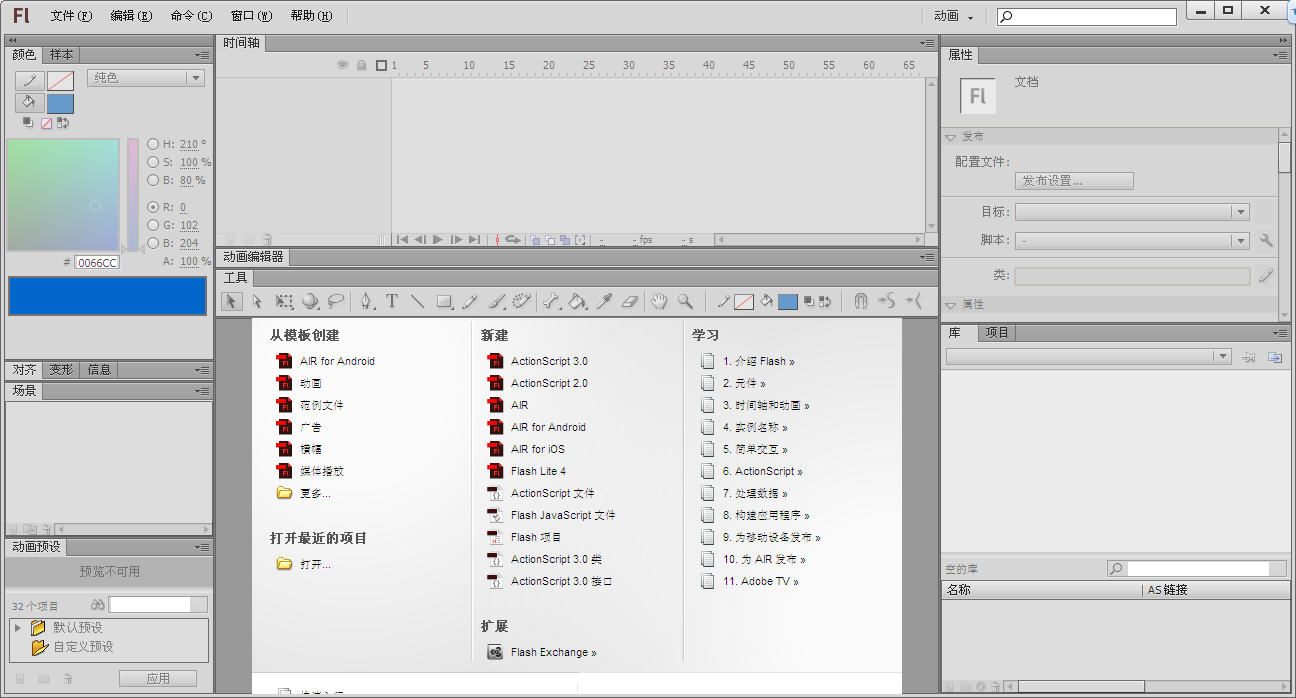 Fl 文件(F) 编辑(E) 命令(C) 窗口(W) 帮助(H) 动画
颜色 样本
纯色
H: 210 °
S: 100 %
B: 80 %
R: 0
G: 102
B: 204
A: 100 %
# 0066CC
对齐 变形 信息
场景
动画预设
预览不可用
32 个项目
默认预设
自定义预设
应用
时间轴
1 5 10 15 20 25 30 35 40 45 50 55 60 65
-- -- fps -- s
动画编辑器
工具
从模板创建
AIR for Android
动画
范例文件
广告
横幅
媒体播放
更多...
打开最近的项目
打开...
新建
ActionScript 3.0
ActionScript 2.0
AIR
AIR for Android
AIR for iOS
Flash Lite 4
ActionScript 文件
Flash JavaScript 文件
Flash 项目
ActionScript 3.0 类
ActionScript 3.0 接口
扩展
Flash Exchange »
学习
1. 介绍 Flash »
2. 元件 »
3. 时间轴和动画 »
4. 实例名称 »
5. 简单交互 »
6. ActionScript »
7. 处理数据 »
8. 构建应用程序 »
9. 为移动设备发布 »
10. 为 AIR 发布 »
11. Adobe TV »
属性
Fl 文档
发布
配置文件:
发布设置...
目标:
脚本: -
类:
属性
库 项目
空的库
名称 AS 链接